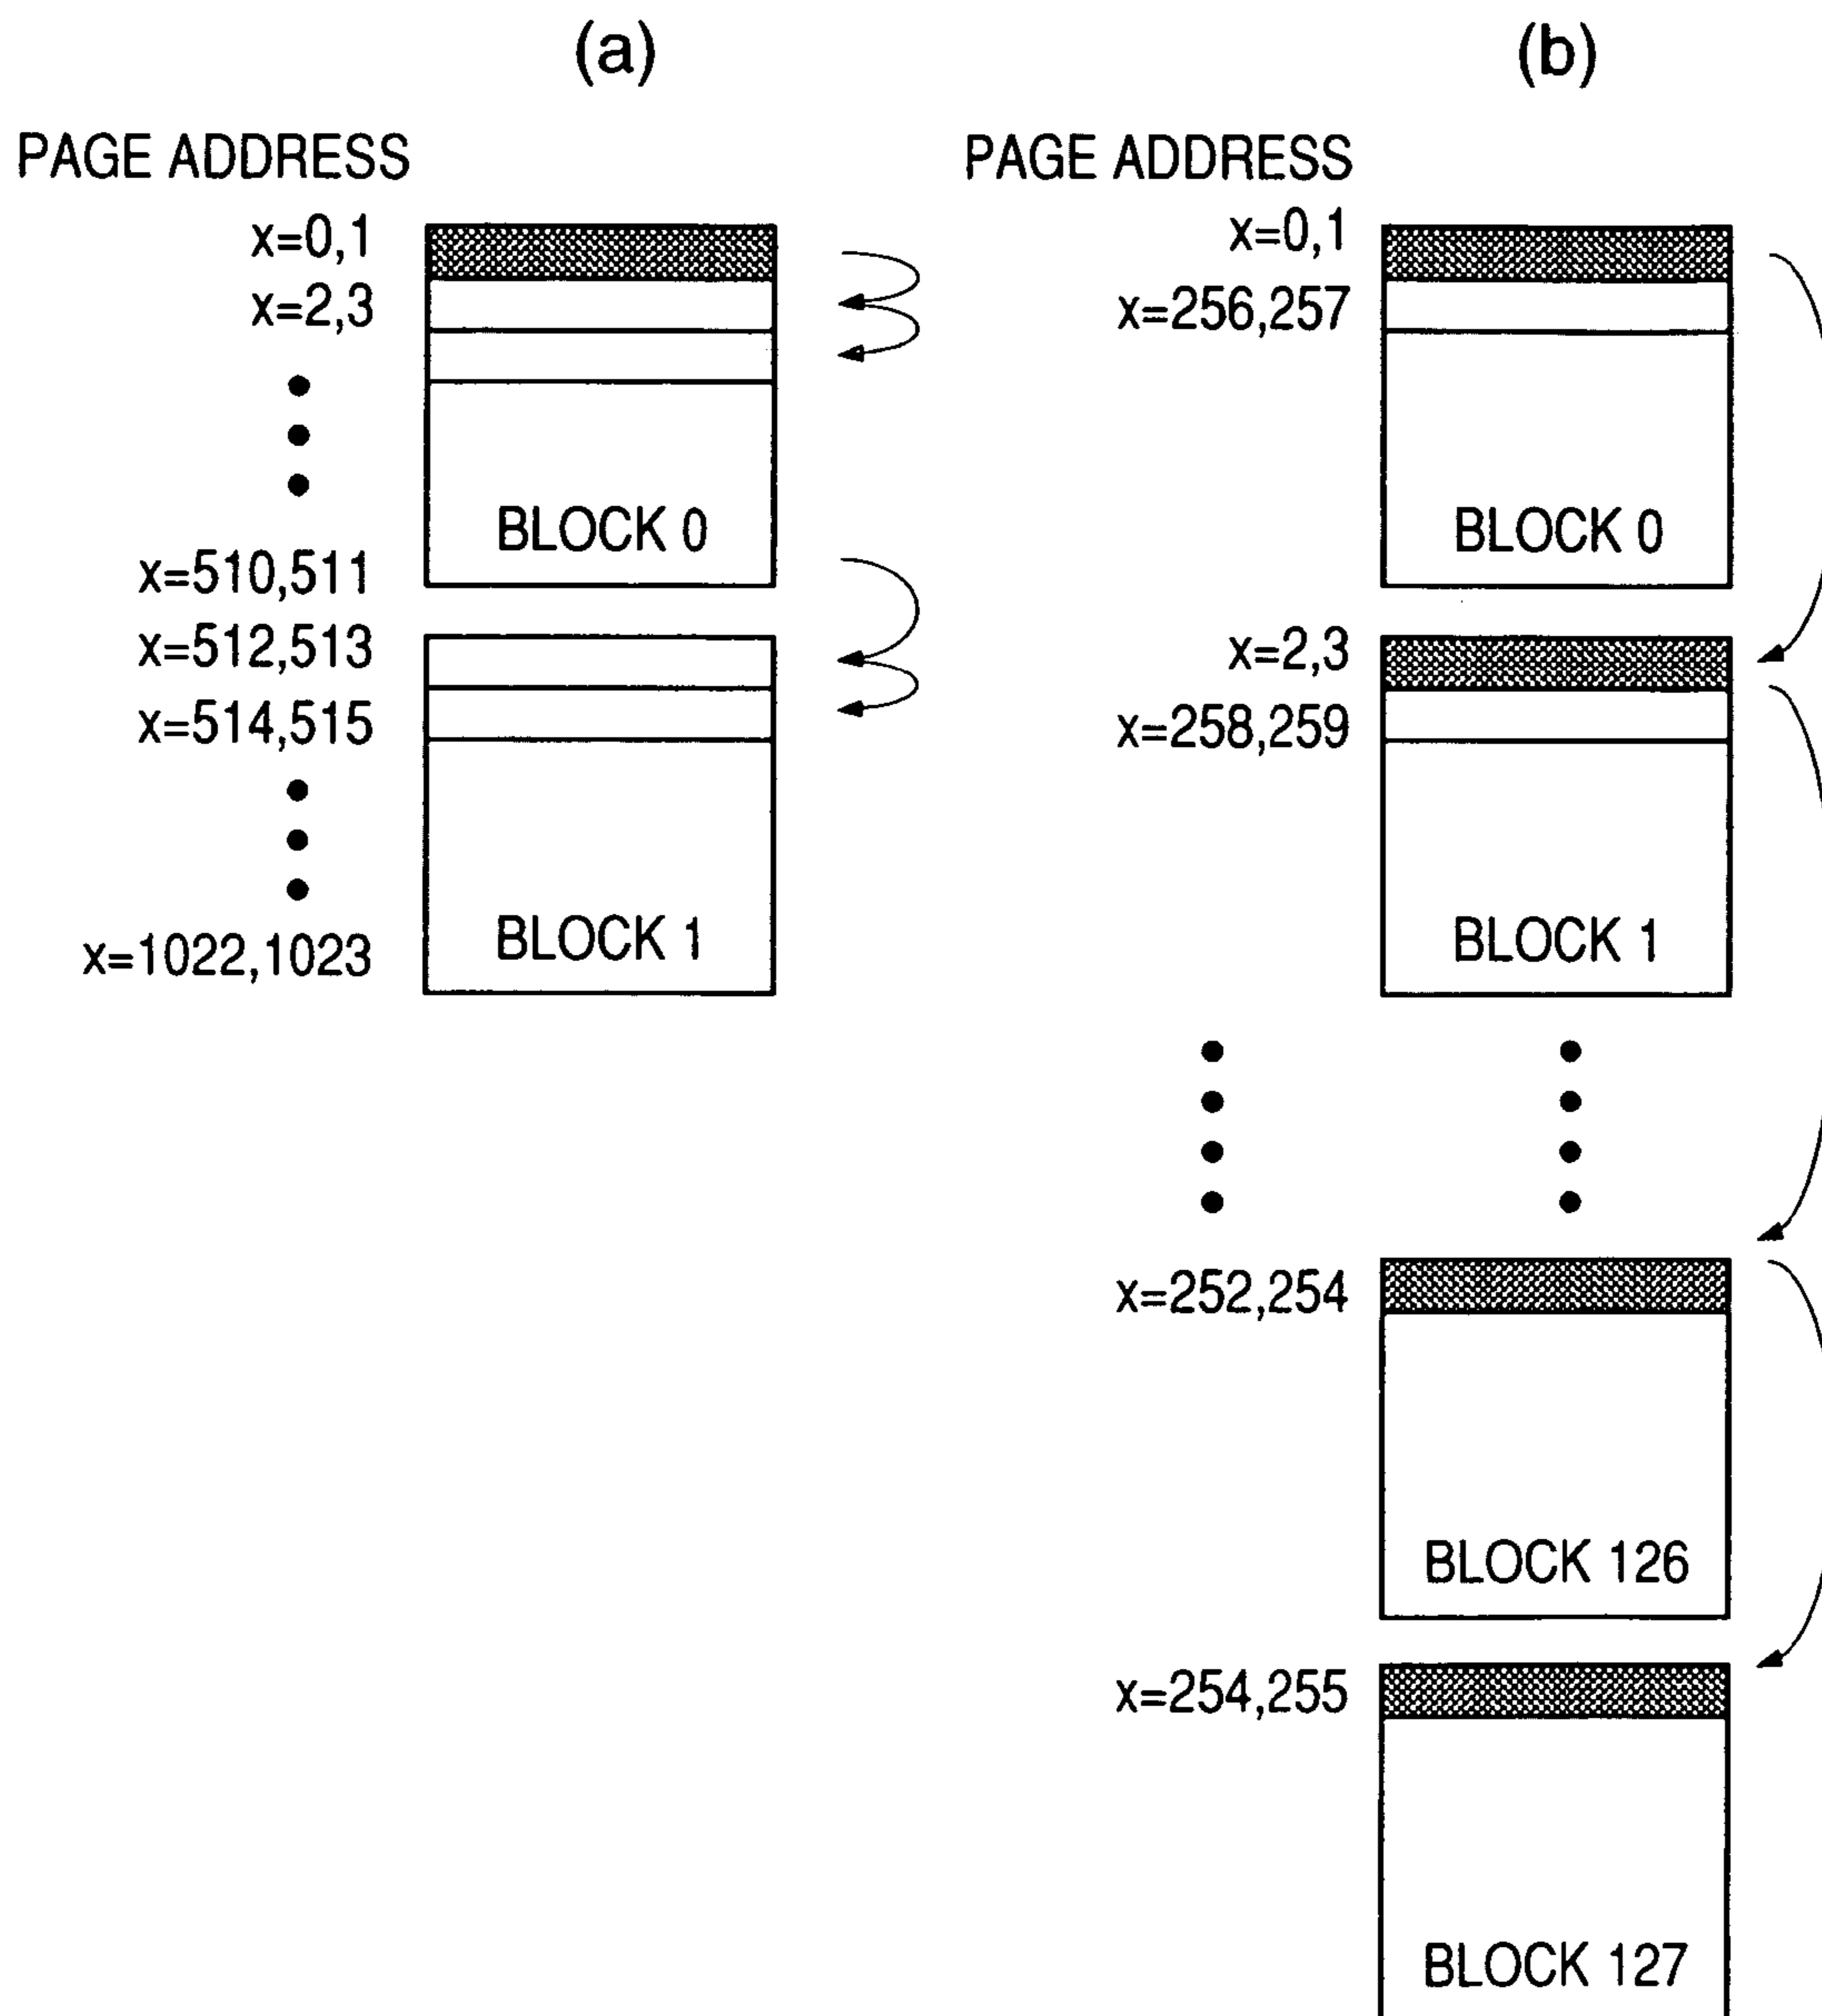 (a)
PAGE ADDRESS
x=0,1
x=2,3
BLOCK 0
x=510,511
x=512,513
x=514,515
BLOCK 1
x=1022,1023
(b)
PAGE ADDRESS
x=0,1
x=256,257
BLOCK 0
x=2,3
x=258,259
BLOCK 1
x=252,254
BLOCK 126
x=254,255
BLOCK 127